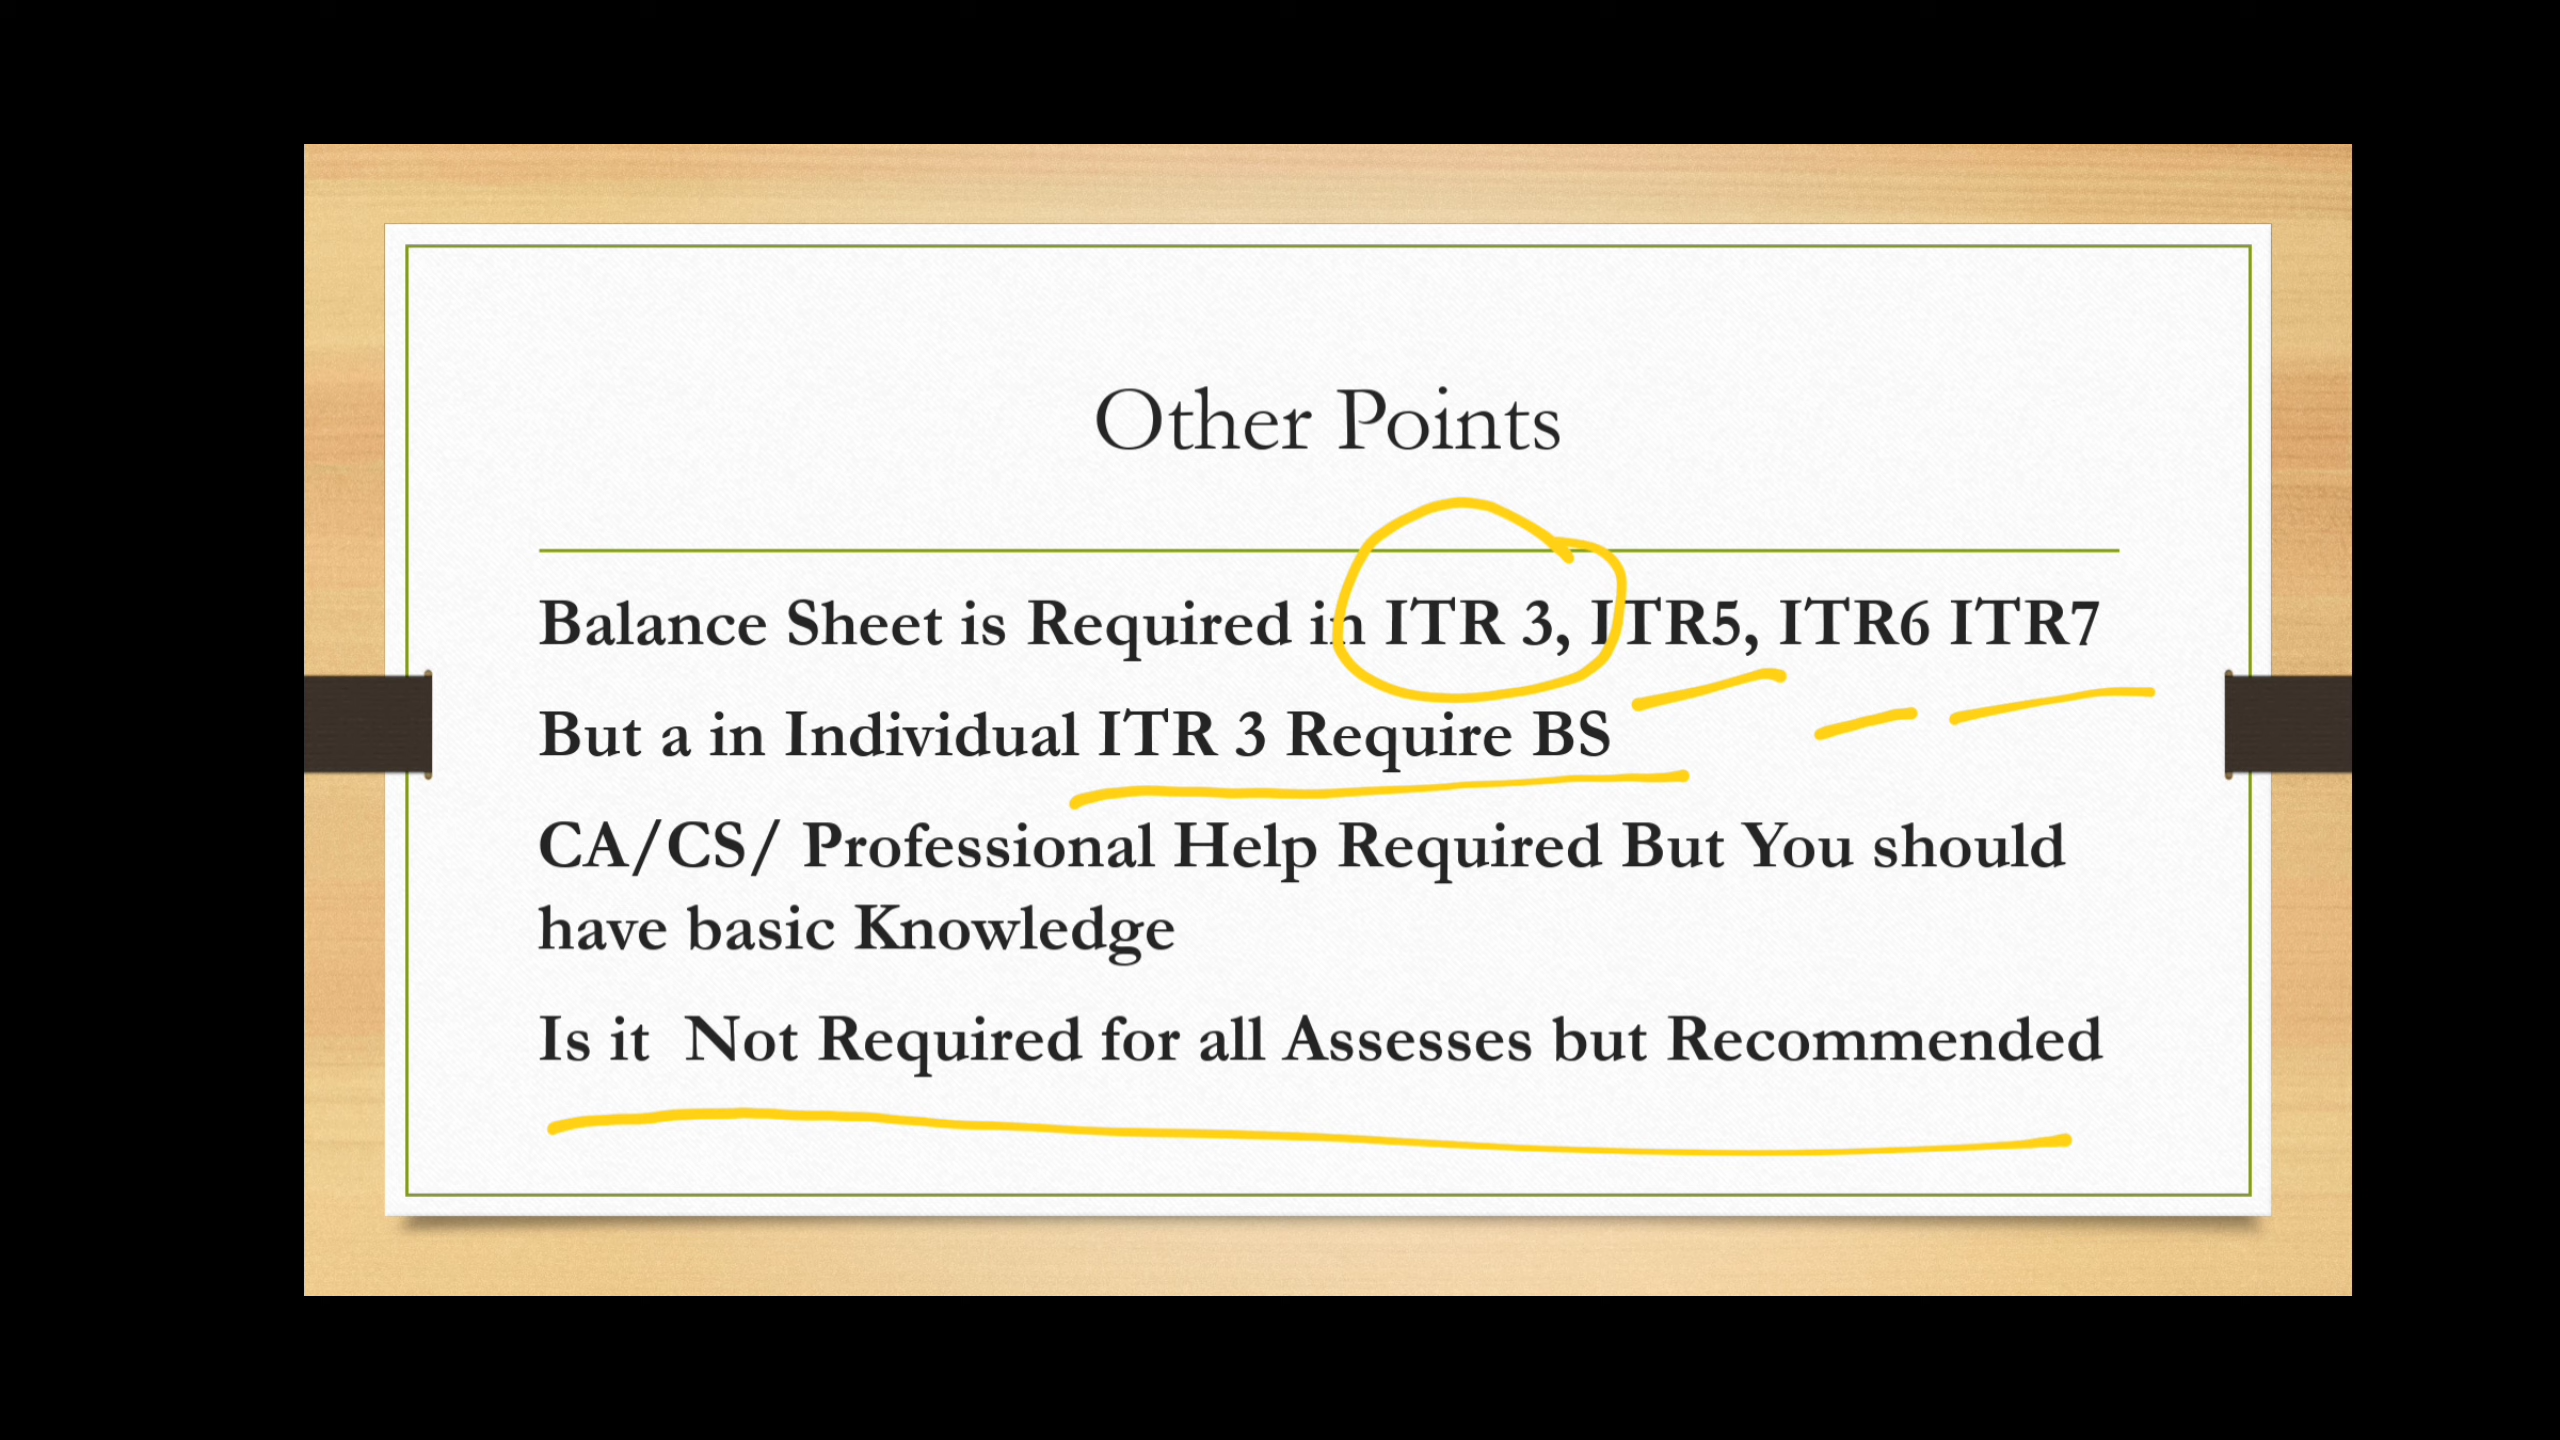 Other Points
Balance Sheet is Required in ITR 3, ITR5, ITR6 ITR7
But a in Individual ITR 3 Require BS
CA/CS/ Professional Help Required But You should
have basic Knowledge
Is it  Not Required for all Assesses but Recommended